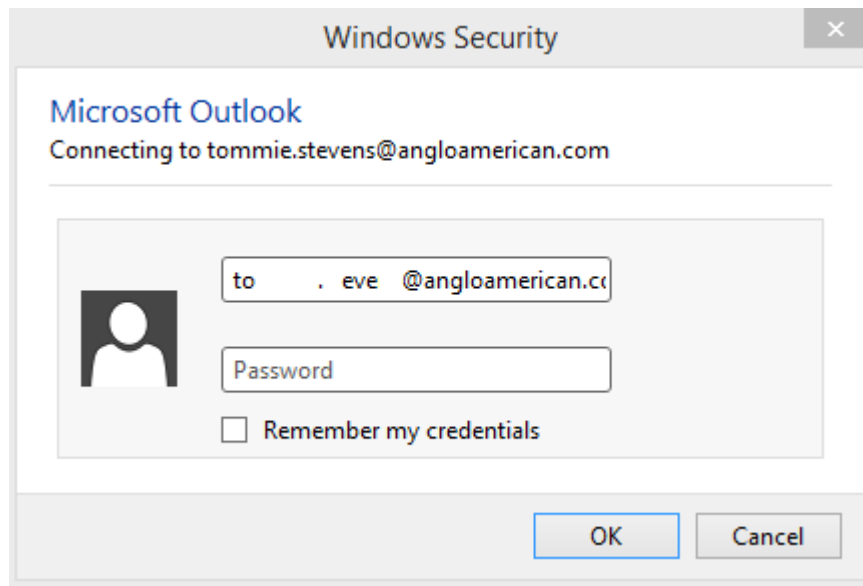 Windows Security
Microsoft Outlook
Connecting to tommie.stevens@angloamerican.com
to . eve @angloamerican.co
Password
Remember my credentials
OK
Cancel